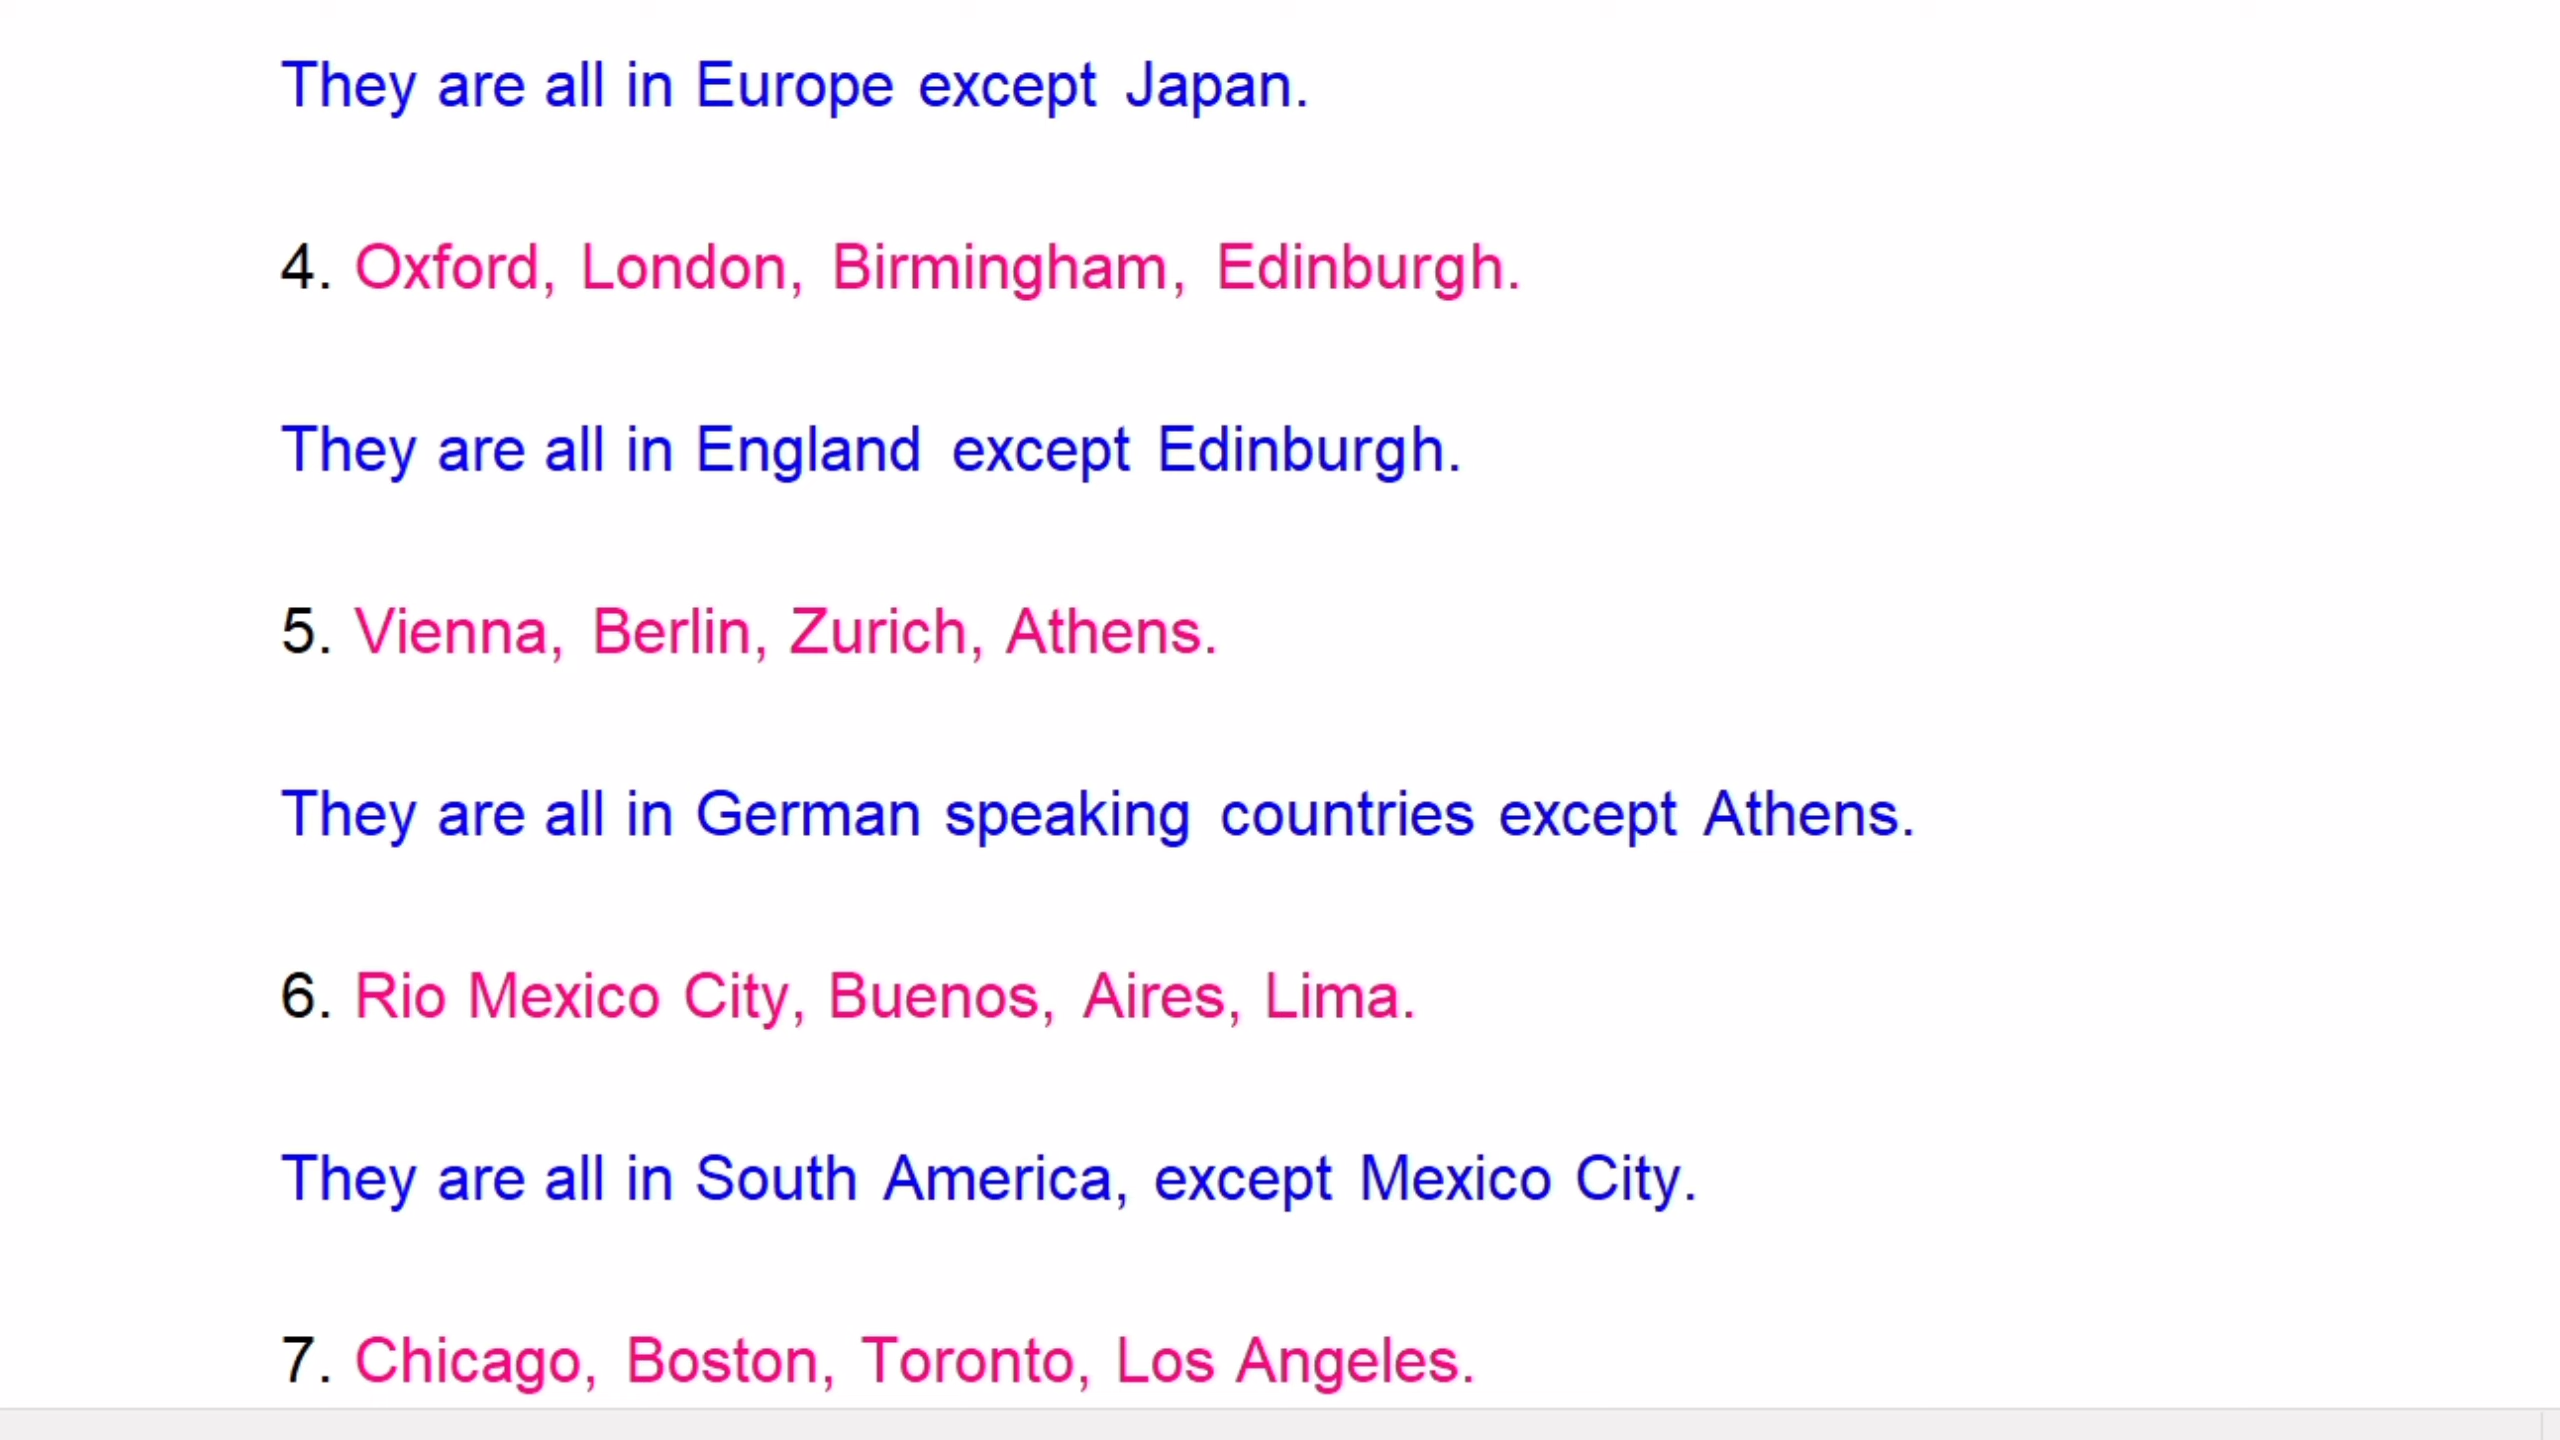 They are all in Europe except Japan.
4. Oxford, London, Birmingham, Edinburgh.
They are all in England except Edinburgh.
5. Vienna, Berlin, Zurich, Athens.
They are all in German speaking countries except Athens.
6. Rio Mexico City, Buenos, Aires, Lima.
They are all in South America, except Mexico City.
7. Chicago, Boston, Toronto, Los Angeles.